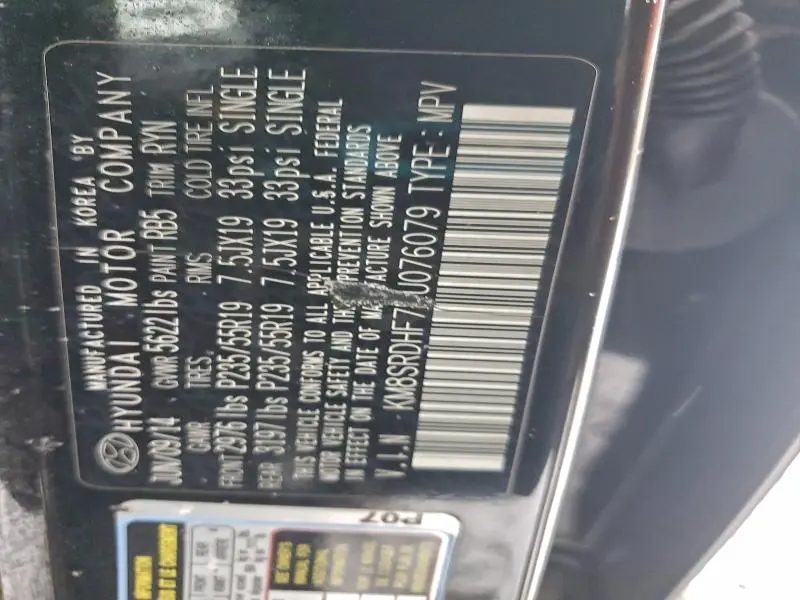 MANUFACTURED IN KOREA 'BY
HYUNDAI MOTOR COMPANY
JUN/09/14 GVWR 5622lbs PAINT RB5 TRIM RYN
GAWR TIRES RIMS COLD TIRE INFL
FRONT 2976 lbs P235/55R19 7.5JX19 33psi SINGLE
REAR 3197 lbs P235/55R19 7.5JX19 33psi SINGLE
THIS VEHICLE CONFORMS TO ALL APPLICABLE U.S.A. FEDERAL
MOTOR VEHICLE SAFETY AND PREVENTION STANDARDS
IN EFFECT ON THE DATE OF SHOWN ABOVE
V.I.N : KM8SRDHF7 U076079 TYPE : MPV
P07